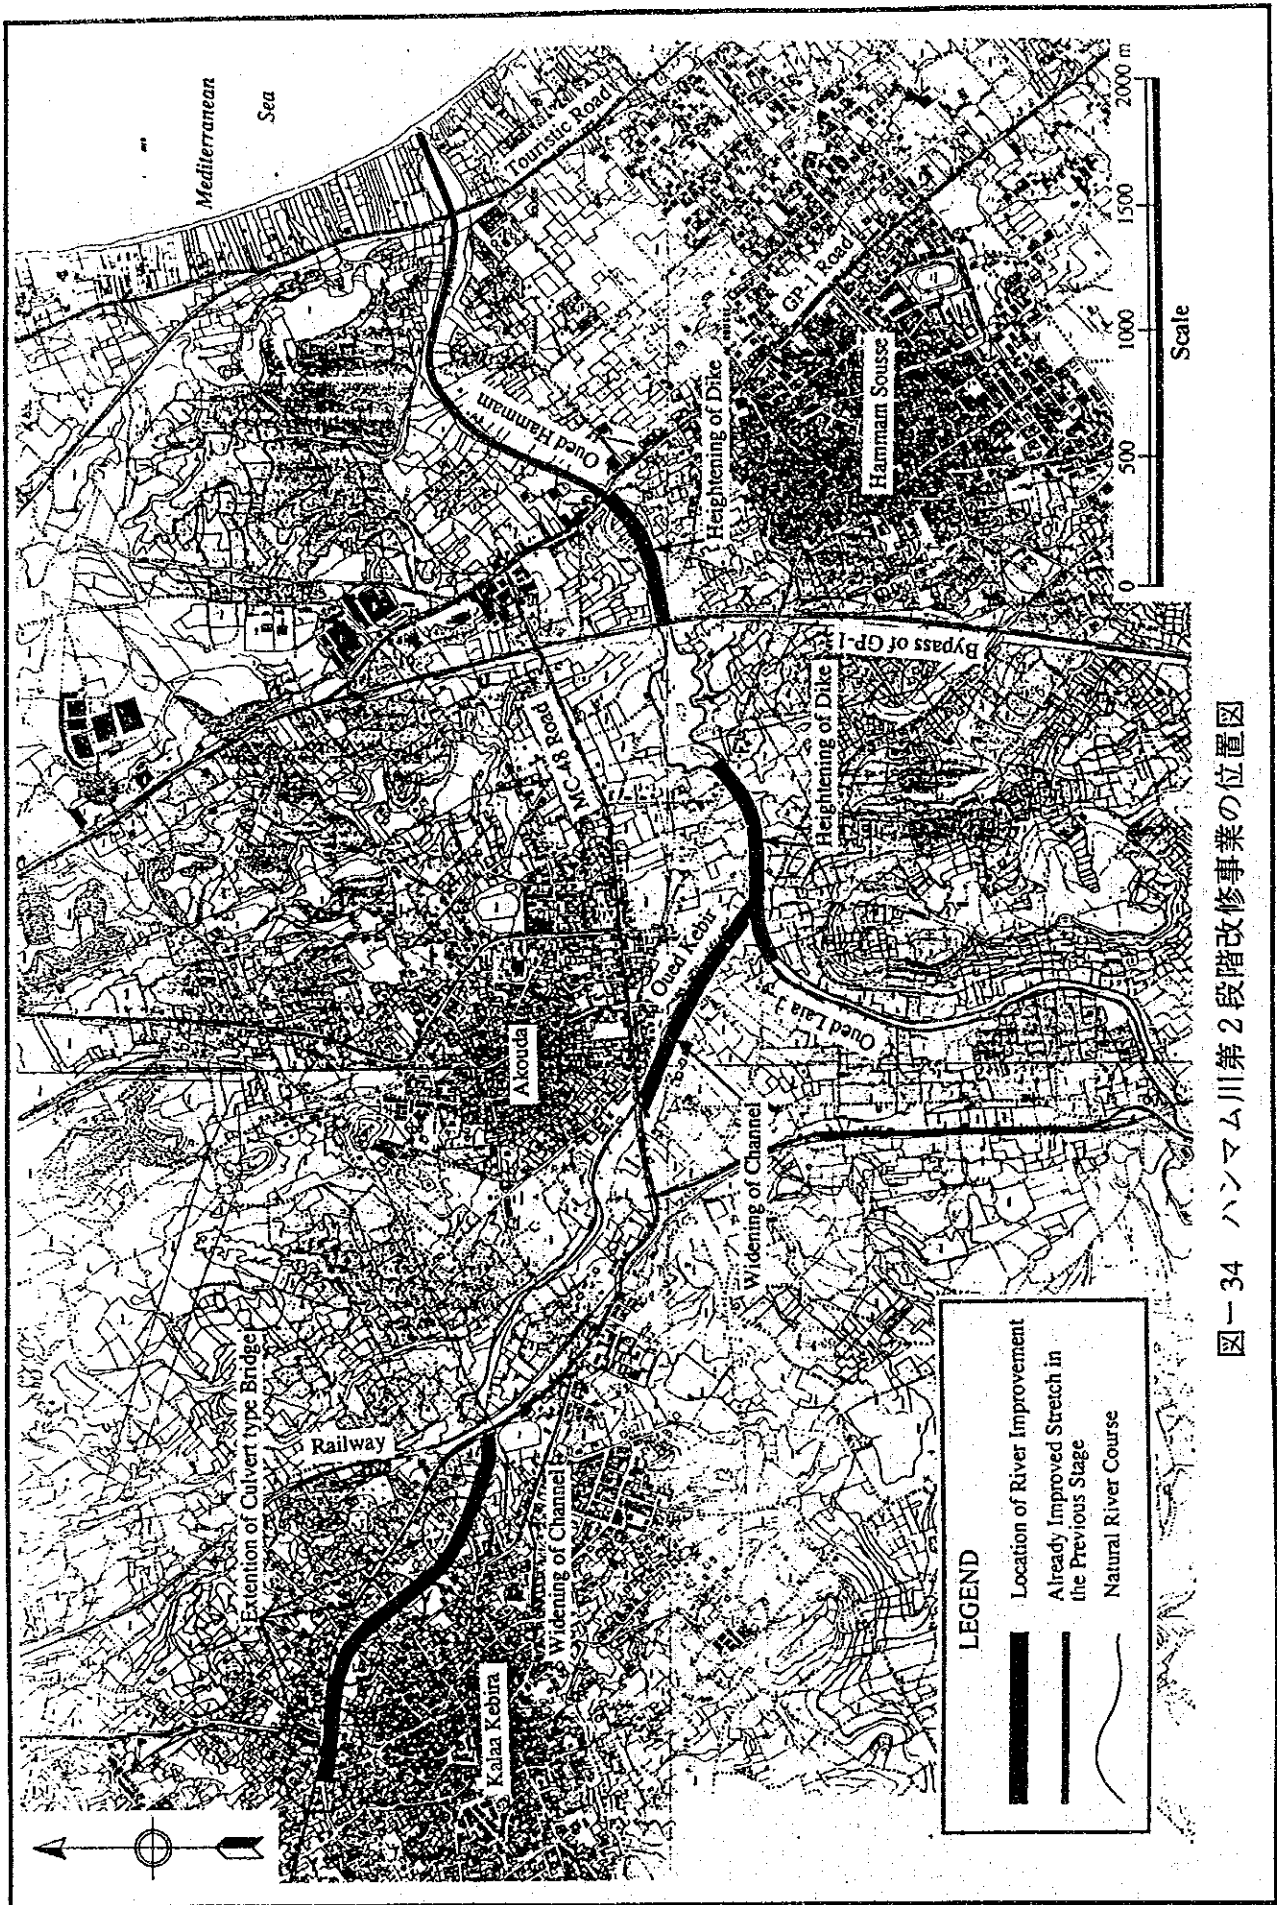 Mediterranean
Sea
Touristic Road
GP-1 Road
Oued Hammam
Heightening of Dike
Hammam Sousse
Bypass of GP-1
MC-48 Road
Heightening of Dike
Oued Kebir
Oued Laia
Akouda
Widening of Channel
Extention of Culvert type Bridge
Railway
Widening of Channel
Kalaa Kebira
LEGEND
Location of River Improvement
Already Improved Stretch in
the Previous Stage
Natural River Course
0 500 1000 1500 2000 m
Scale
図－34 ハンマム川第2段階改修事業の位置図